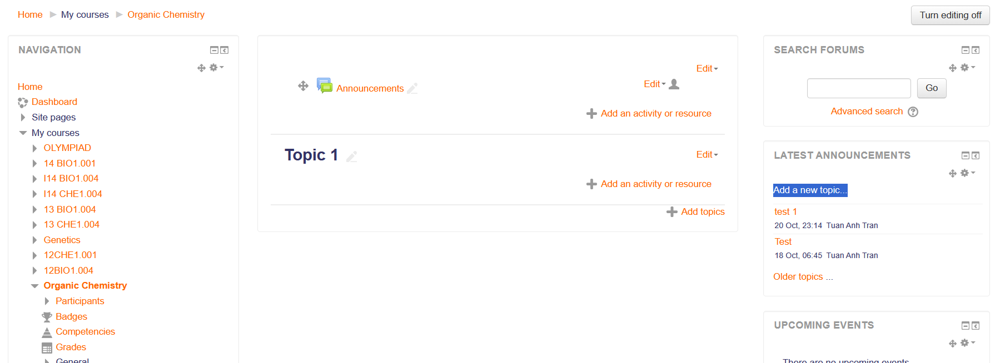 Home My courses Organic Chemistry
Turn editing off
NAVIGATION
Home
Dashboard
Site pages
My courses
OLYMPIAD
14 BIO1.001
I14 BIO1.004
I14 CHE1.004
13 BIO1.004
13 CHE1.004
Genetics
12CHE1.001
12BIO1.004
Organic Chemistry
Participants
Badges
Competencies
Grades
General
Edit
Announcements
Edit
Add an activity or resource
Topic 1
Edit
Add an activity or resource
Add topics
SEARCH FORUMS
Go
Advanced search
LATEST ANNOUNCEMENTS
Add a new topic...
test 1
20 Oct, 23:14 Tuan Anh Tran
Test
18 Oct, 06:45 Tuan Anh Tran
Older topics ...
UPCOMING EVENTS
There are no upcoming events